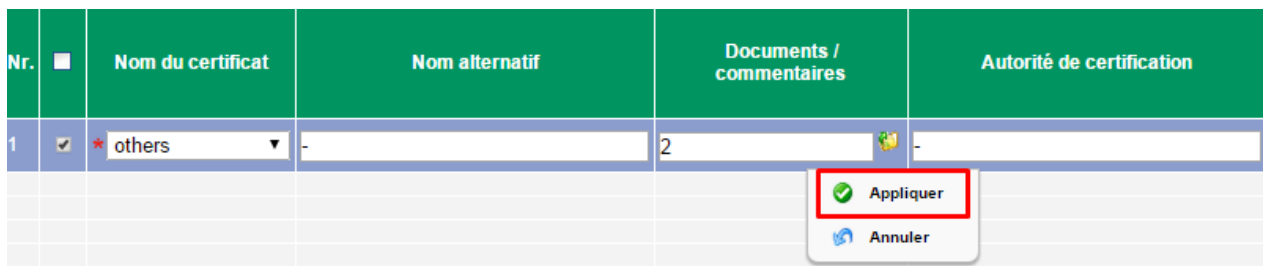 Nr.
Nom du certificat
Nom alternatif
Documents /
commentaires
Autorité de certification
1
* others
-
2
-
Appliquer
Annuler